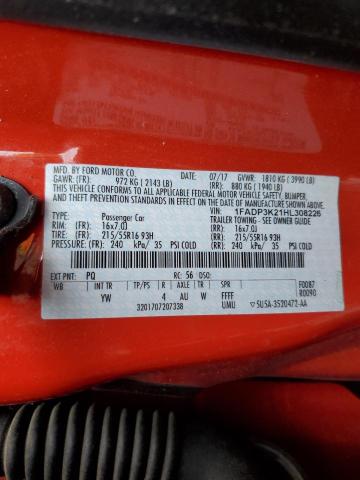 MFD. BY FORD MOTOR CO. DATE: 07/17 GVWR: 1810 KG ( 3990 LB)
GAWR: (FR): 972 KG ( 2143 LB) (RR): 880 KG ( 1940 LB)
THIS VEHICLE CONFORMS TO ALL APPLICABLE FEDERAL MOTOR VEHICLE SAFETY, BUMPER,
AND THEFT PREVENTION STANDARDS IN EFFECT ON THE DATE OF MANUFACTURE SHOWN ABOVE.
VIN: 1FADP3K21HL308226
TYPE: Passenger Car TRAILER TOWING - SEE OWNER GUIDE
RIM: (FR): 16x7.0J (RR): 16x7.0J
TIRE: (FR): 215/55R16 93H (RR): 215/55R16 93H
PRESSURE: (FR): 240 kPa/ 35 PSI COLD (RR): 240 kPa/ 35 PSI COLD
EXT PNT: PQ RC: 56 DSO:
WB INT TR TP/PS R AXLE TR SPR F0087
YW 4 AU W FFFF R0090
3201707207338 UMU 5U5A-3520472-AA